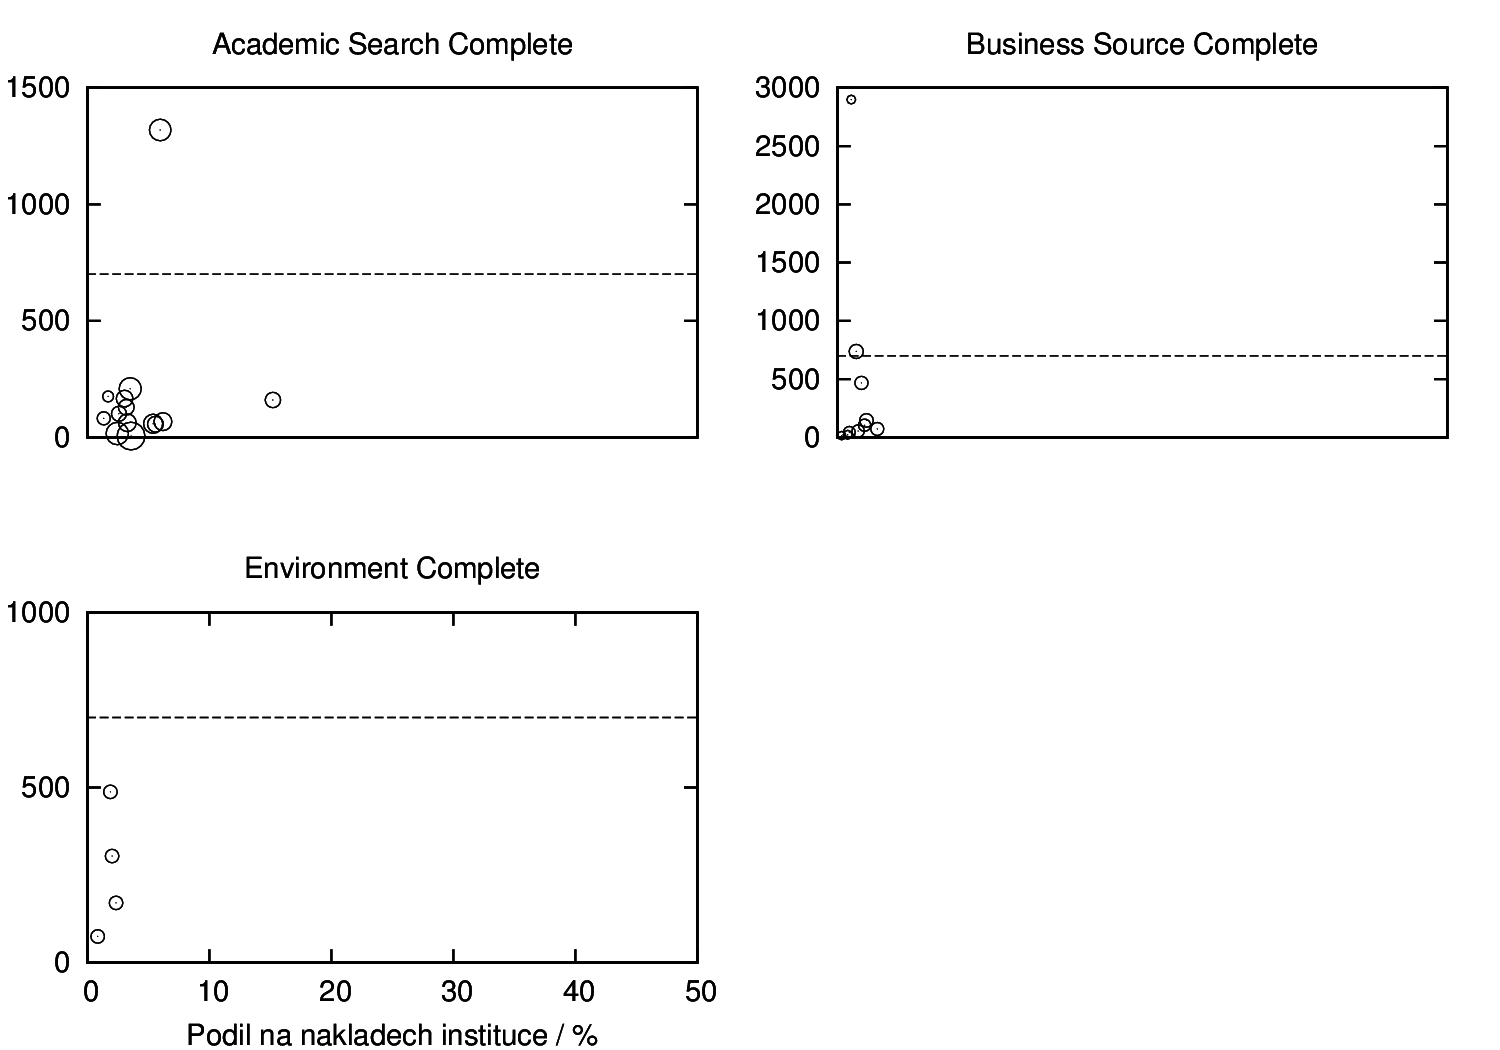 Academic Search Complete
1500
1000
500
0
Business Source Complete
3000
2500
2000
1500
1000
500
0
Environment Complete
1000
500
0
0 10 20 30 40 50
Podil na nakladech instituce / %